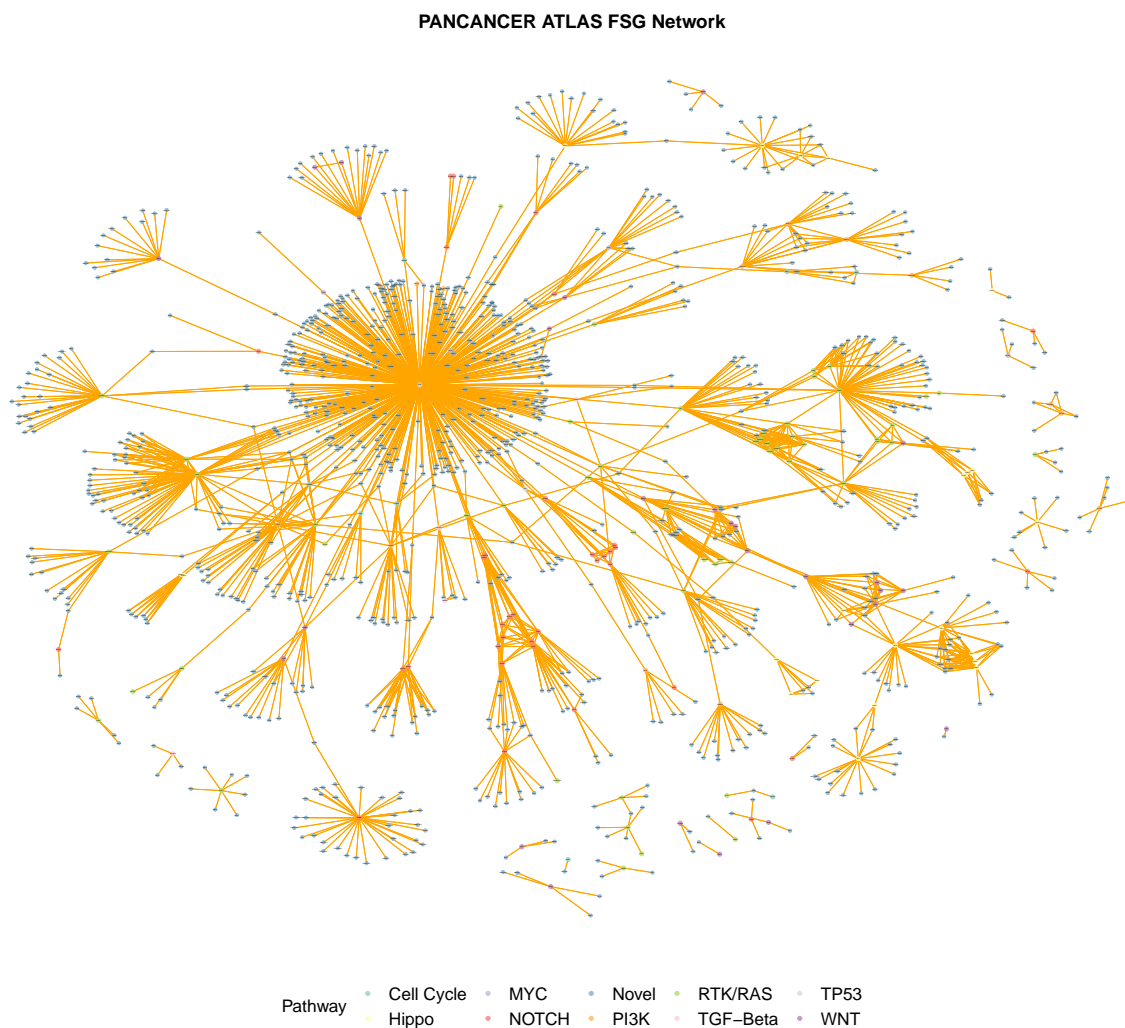 PANCANCER ATLAS FSG Network
Pathway
Cell Cycle MYC Novel RTK/RAS TP53
Hippo NOTCH PI3K TGF−Beta WNT